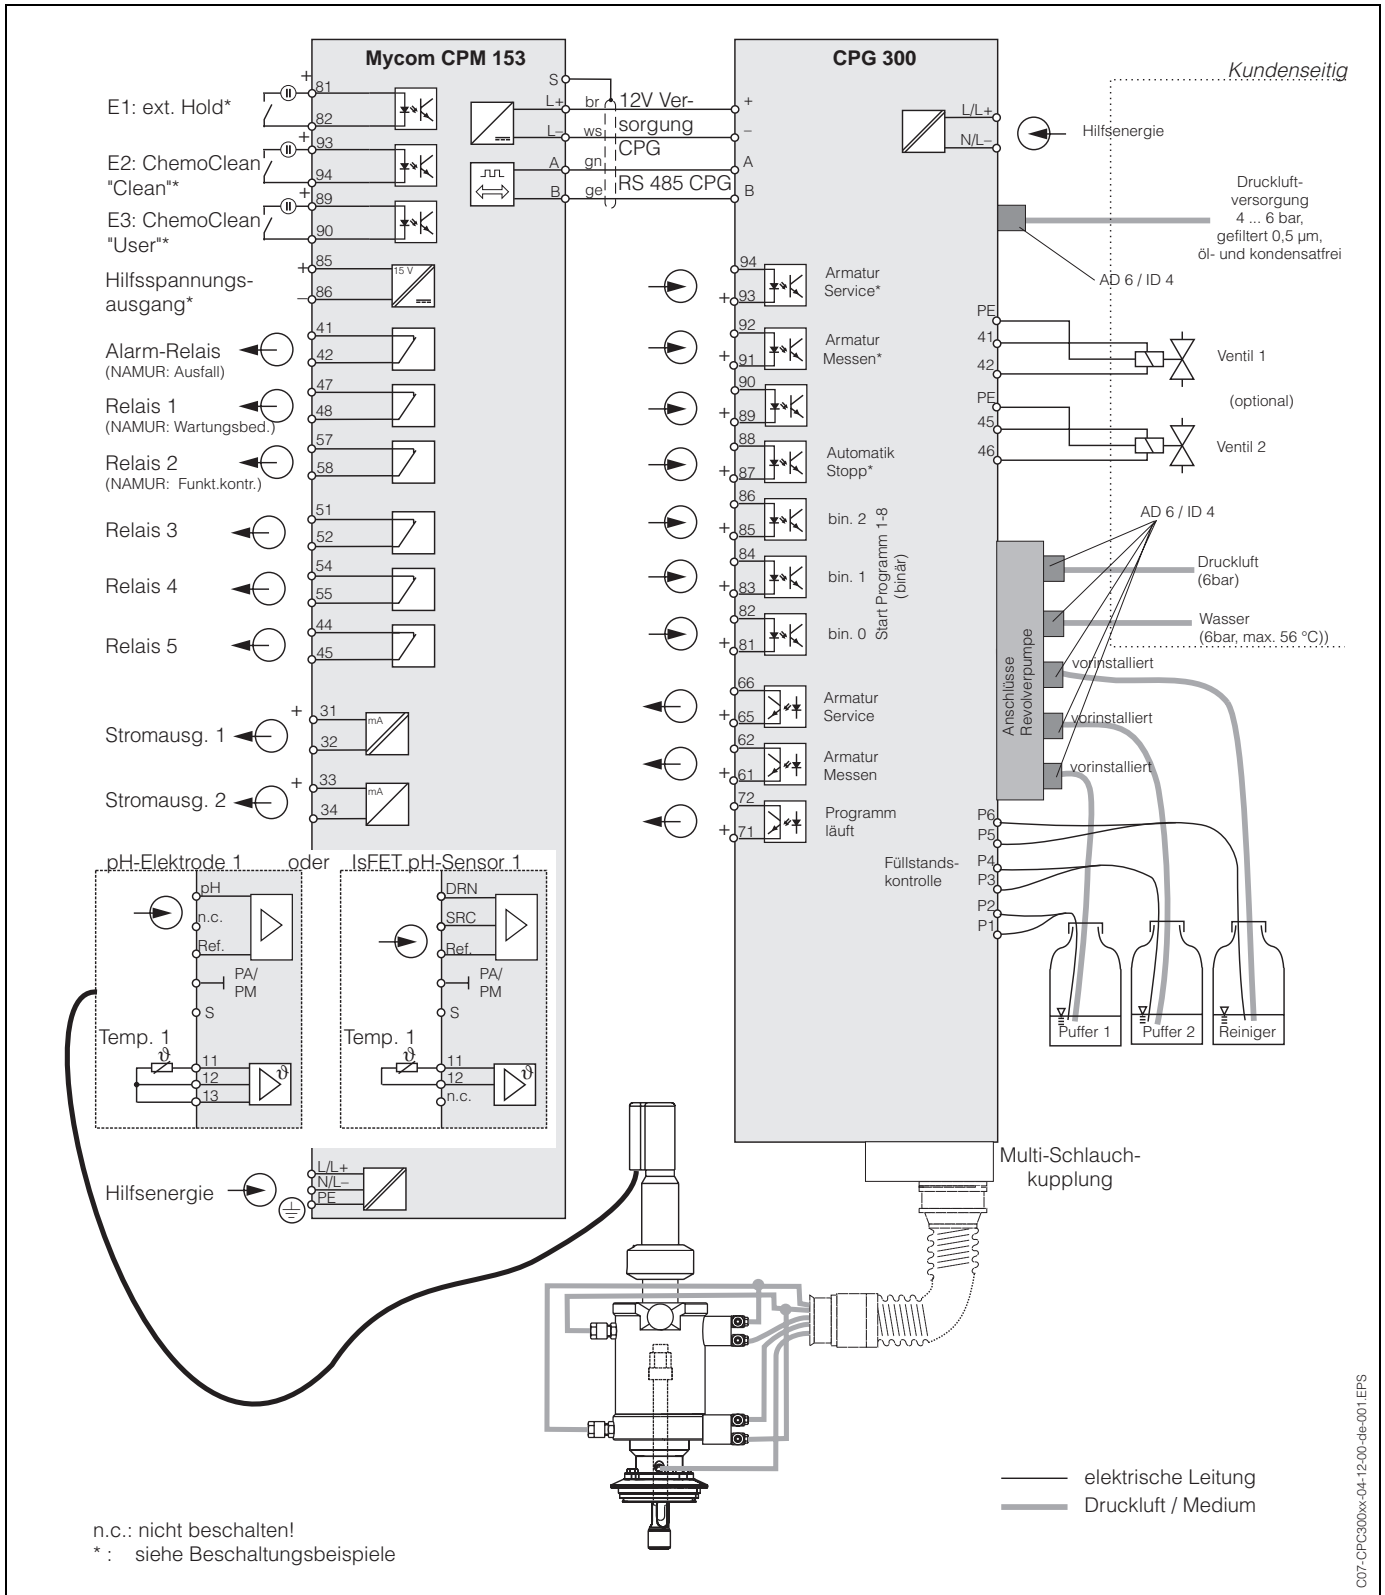 Mycom CPM 153
CPG 300
Kundenseitig
E1: ext. Hold*
+
81
82
E2: ChemoClean
"Clean"*
+
93
94
E3: ChemoClean
"User"*
+
89
90
Hilfsspannungs-
ausgang*
+
85
–
86
15 V
Alarm-Relais
(NAMUR: Ausfall)
41
42
Relais 1
(NAMUR: Wartungsbed.)
47
48
Relais 2
(NAMUR: Funkt.kontr.)
57
58
Relais 3
51
52
Relais 4
54
55
Relais 5
44
45
Stromausg. 1
+
31
32
mA
Stromausg. 2
+
33
34
mA
pH-Elektrode 1
oder
IsFET pH-Sensor 1
pH
n.c.
Ref.
PA/
PM
S
Temp. 1
ϑ
11
12
13
ϑ
DRN
SRC
Ref.
PA/
PM
S
Temp. 1
ϑ
11
12
n.c.
ϑ
Hilfsenergie
L/L+
N/L–
PE
S
L+
L–
A
B
br
ws
gn
ge
12V Ver-
sorgung
CPG
RS 485 CPG
+
–
A
B
94
+
93
Armatur
Service*
92
+
91
Armatur
Messen*
90
+
89
88
+
87
Automatik
Stopp*
86
+
85
bin. 2
84
+
83
bin. 1
82
+
81
bin. 0
Start Programm 1-8
(binär)
66
+
65
Armatur
Service
62
+
61
Armatur
Messen
72
+
71
Programm
läuft
L/L+
N/L–
Hilfsenergie
Druckluft-
versorgung
4 ... 6 bar,
gefiltert 0,5 µm,
öl- und kondensatfrei
AD 6 / ID 4
PE
41
42
Ventil 1
(optional)
PE
45
46
Ventil 2
AD 6 / ID 4
Anschlüsse
Revolverpumpe
Druckluft
(6bar)
Wasser
(6bar, max. 56 °C))
vorinstalliert
vorinstalliert
vorinstalliert
Füllstands-
kontrolle
P6
P5
P4
P3
P2
P1
Puffer 1
Puffer 2
Reiniger
Multi-Schlauch-
kupplung
elektrische Leitung
Druckluft / Medium
n.c.: nicht beschalten!
* : siehe Beschaltungsbeispiele
C07-CPC300xx-04-12-00-de-001.EPS